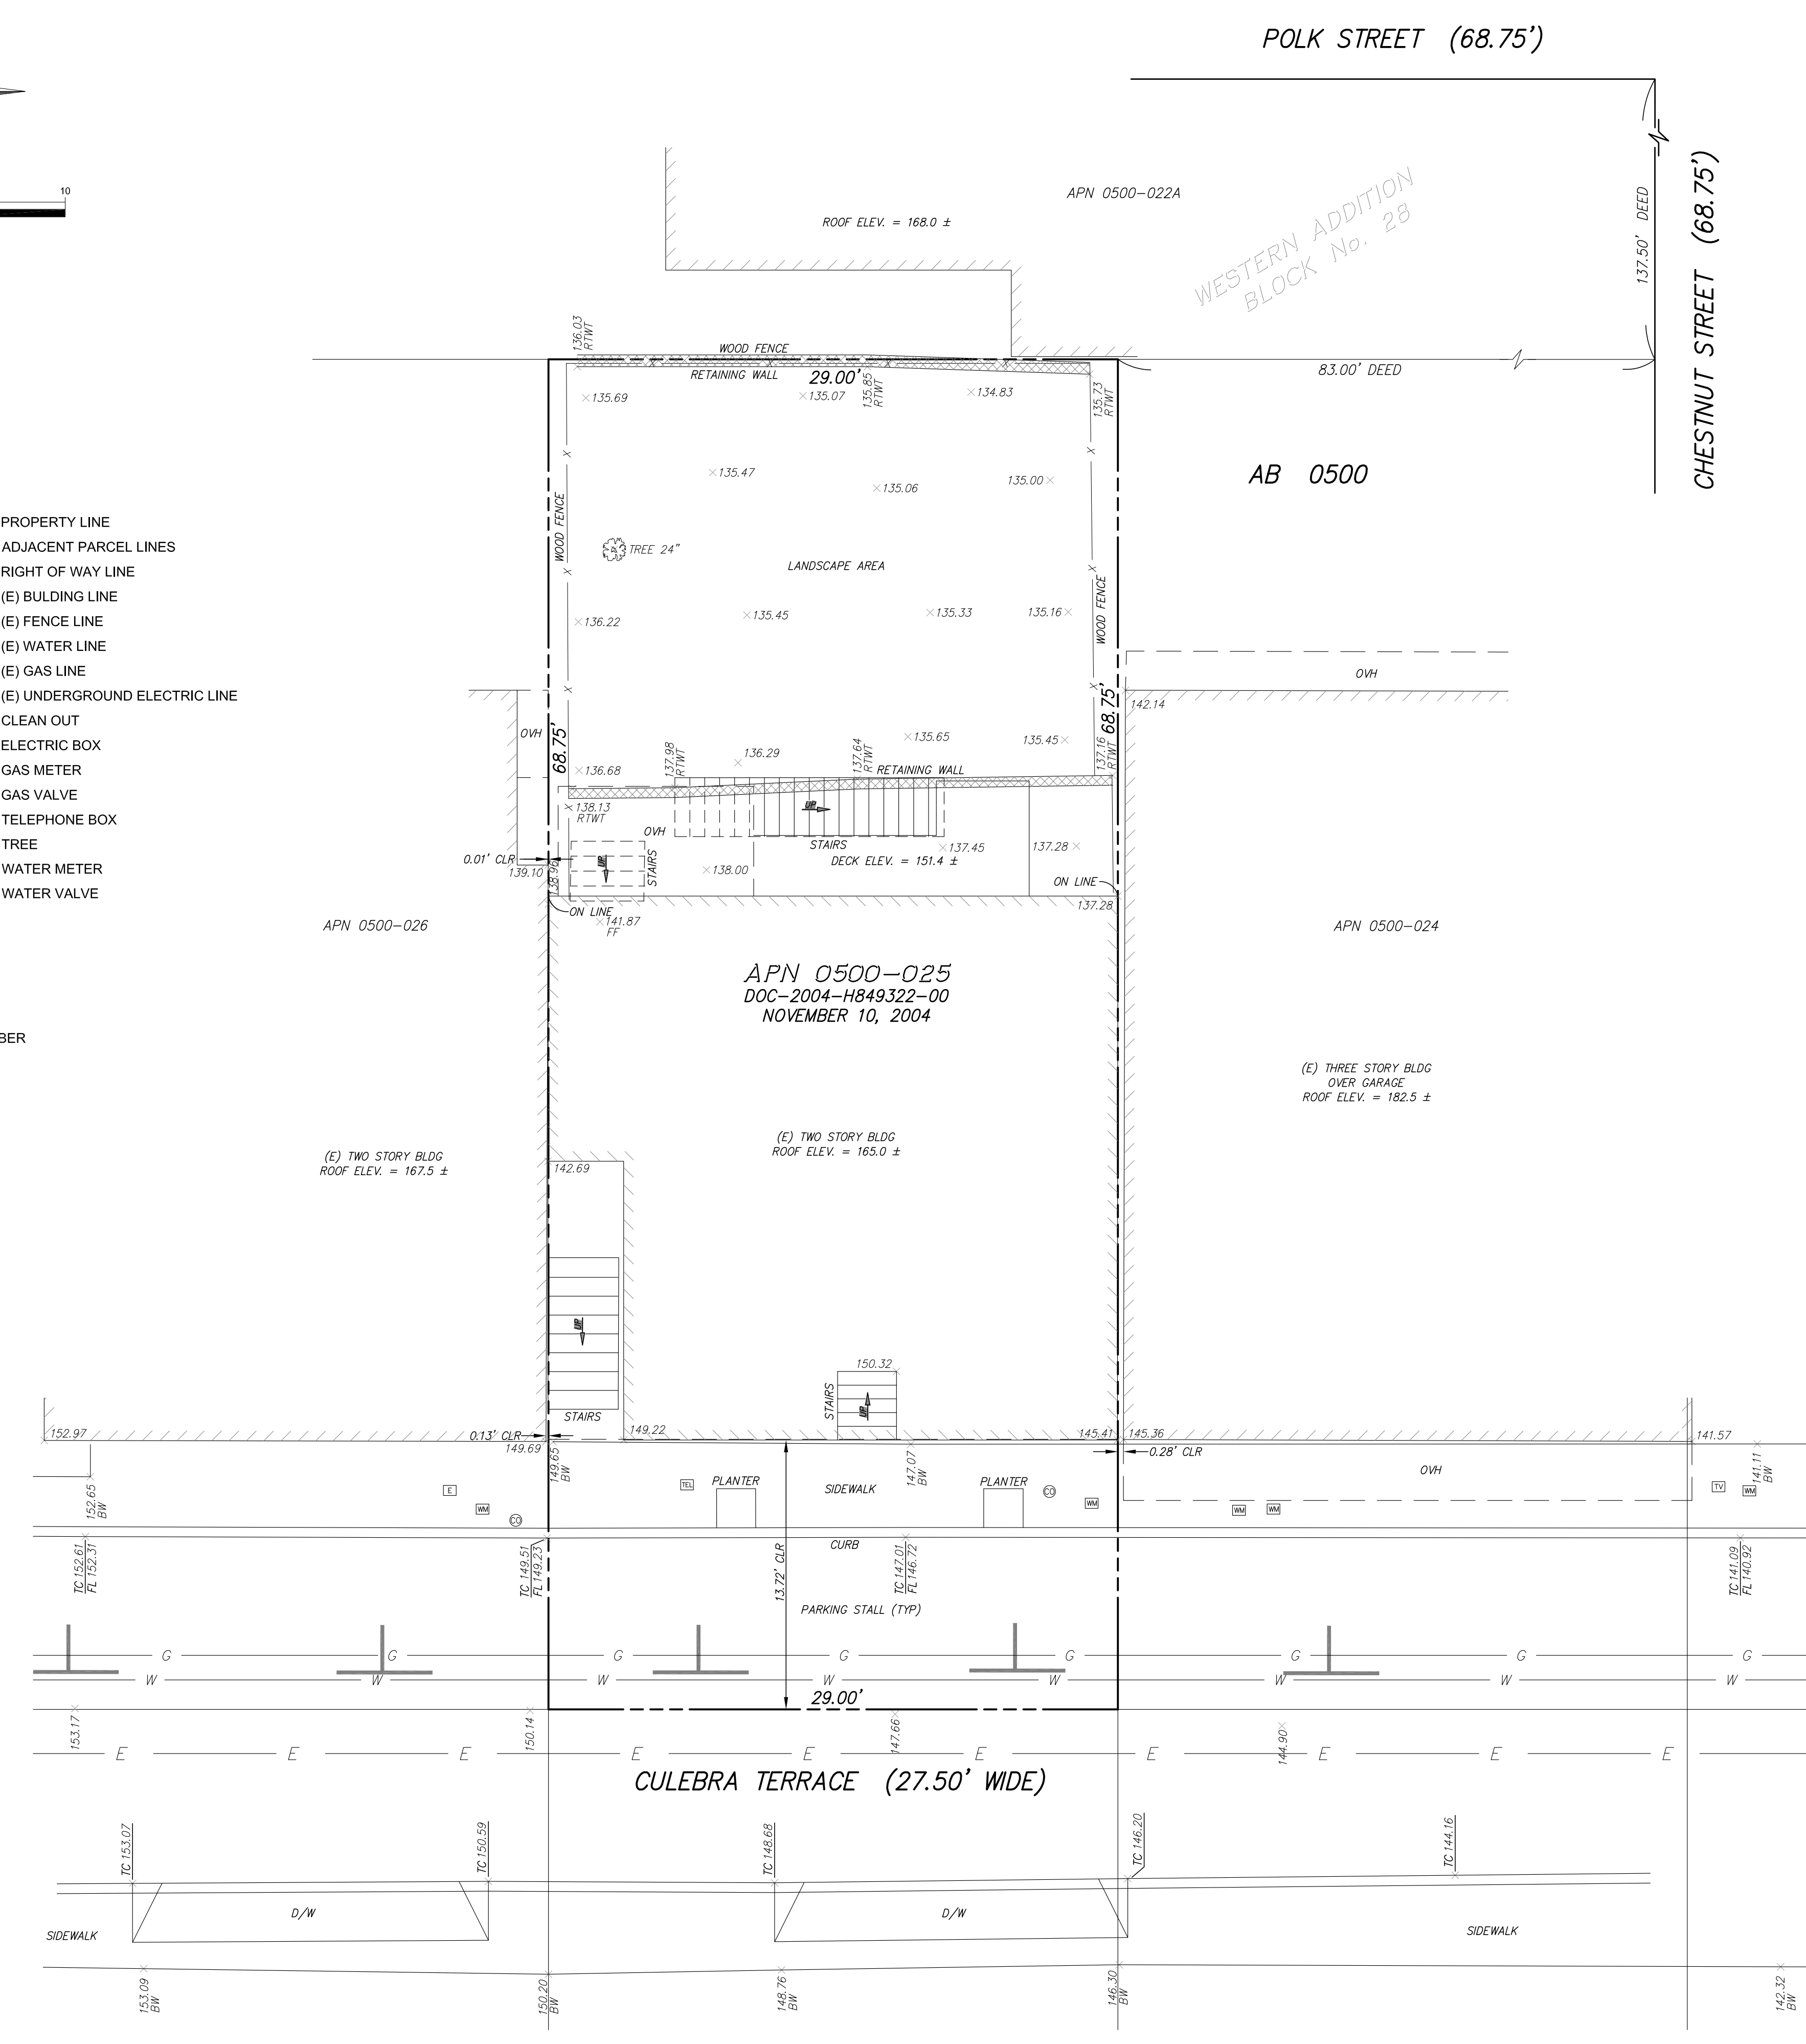 POLK STREET (68.75')
10
APN 0500-022A
ROOF ELEV. = 168.0 ±
WESTERN ADDITION
BLOCK No. 28
137.50' DEED
CHESTNUT STREET (68.75')
136.03
RTWT
WOOD FENCE
RETAINING WALL
29.00'
135.85
RTWT
83.00' DEED
135.69
135.07
134.83
135.73
RTWT
135.47
135.06
135.00
AB 0500
WOOD FENCE
TREE 24"
LANDSCAPE AREA
WOOD FENCE
136.22
135.45
135.33
135.16
PROPERTY LINE
ADJACENT PARCEL LINES
RIGHT OF WAY LINE
(E) BULDING LINE
(E) FENCE LINE
(E) WATER LINE
(E) GAS LINE
(E) UNDERGROUND ELECTRIC LINE
CLEAN OUT
ELECTRIC BOX
GAS METER
GAS VALVE
TELEPHONE BOX
TREE
WATER METER
WATER VALVE
BER
OVH
142.14
68.75'
68.75'
OVH
137.98
RTWT
136.29
137.64
RTWT
135.65
135.45
137.16
RTWT
136.68
RETAINING WALL
138.13
RTWT
UP
OVH
STAIRS
137.45
137.28
0.01' CLR
139.10
138.96
UP
STAIRS
138.00
DECK ELEV. = 151.4 ±
ON LINE
ON LINE
137.28
141.87
FF
APN 0500-026
APN 0500-024
APN 0500-025
DOC-2004-H849322-00
NOVEMBER 10, 2004
(E) THREE STORY BLDG
OVER GARAGE
ROOF ELEV. = 182.5 ±
(E) TWO STORY BLDG
ROOF ELEV. = 165.0 ±
(E) TWO STORY BLDG
ROOF ELEV. = 167.5 ±
142.69
UP
STAIRS
150.32
STAIRS
UP
152.97
0.13' CLR
149.69
149.65
BW
149.22
147.07
BW
145.41
145.36
0.28' CLR
141.57
141.11
BW
152.65
BW
E
WM
CO
TEL
PLANTER
SIDEWALK
PLANTER
CO
WM
OVH
WM
WM
TV
WM
TC 152.61
FL 152.31
TC 149.51
FL 149.23
CURB
TC 147.01
FL 146.72
TC 141.09
FL 140.92
13.72' CLR
PARKING STALL (TYP)
G G G G G G G G
W W W W W W W W
29.00'
153.17
150.14
147.66
144.90
E E E E E E E E E E
CULEBRA TERRACE (27.50' WIDE)
TC 153.07
TC 150.59
TC 148.68
TC 146.20
TC 144.16
D/W
D/W
SIDEWALK
SIDEWALK
153.09
BW
150.20
BW
148.76
BW
146.30
BW
142.32
BW